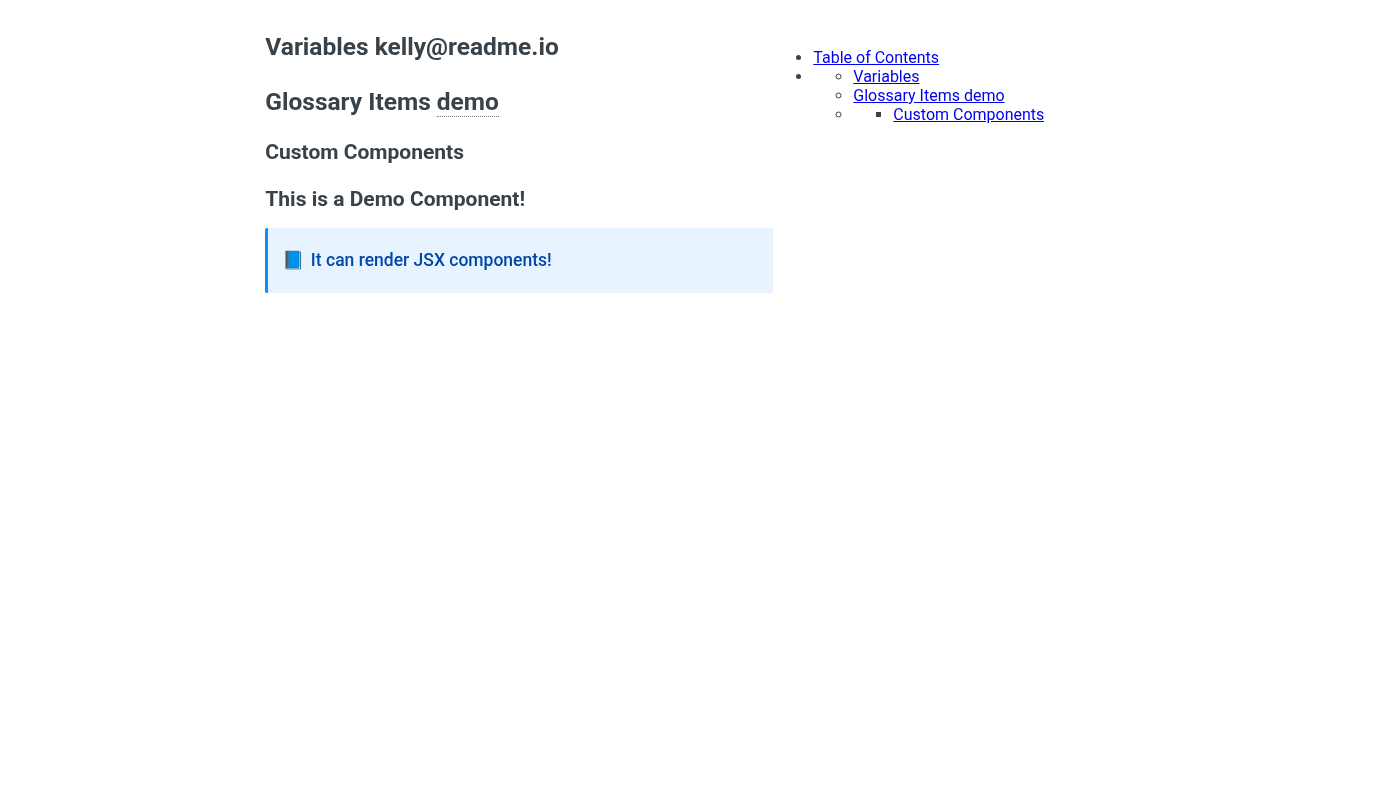 Variables kelly@readme.io
Glossary Items demo
Custom Components
This is a Demo Component!
📘 It can render JSX components!
Table of Contents
Variables
Glossary Items demo
Custom Components